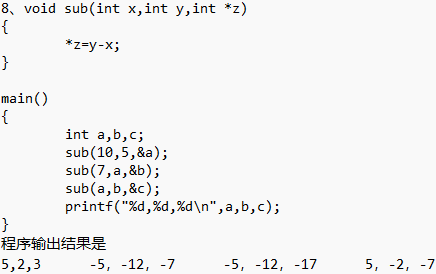 8、void sub(int x,int y,int *z)
{
*z=y-x;
}
main()
{
int a,b,c;
sub(10,5,&a);
sub(7,a,&b);
sub(a,b,&c);
printf("%d,%d,%d\n",a,b,c);
}
程序输出结果是
5,2,3 -5, -12, -7 -5, -12, -17 5, -2, -7